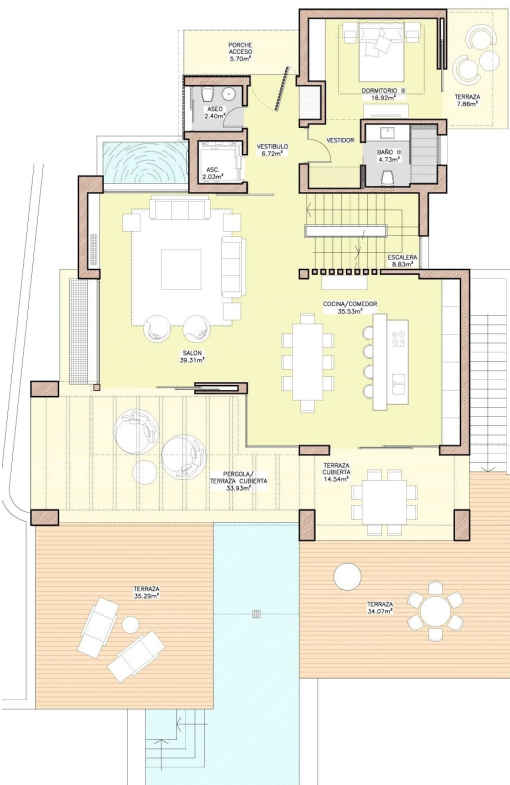 PORCHE
ACCESO
5.70m²
DORMITORIO III
16.92m²
TERRAZA
7.86m²
ASEO
2.40m²
VESTIBULO
6.72m²
VESTIDOR
BAÑO III
4.73m²
ASC.
2.03m²
ESCALERA
8.83m²
COCINA/COMEDOR
35.53m²
SALON
39.31m²
PERGOLA/
TERRAZA CUBIERTA
33.93m²
TERRAZA
CUBIERTA
14.54m²
TERRAZA
35.29m²
TERRAZA
34.07m²